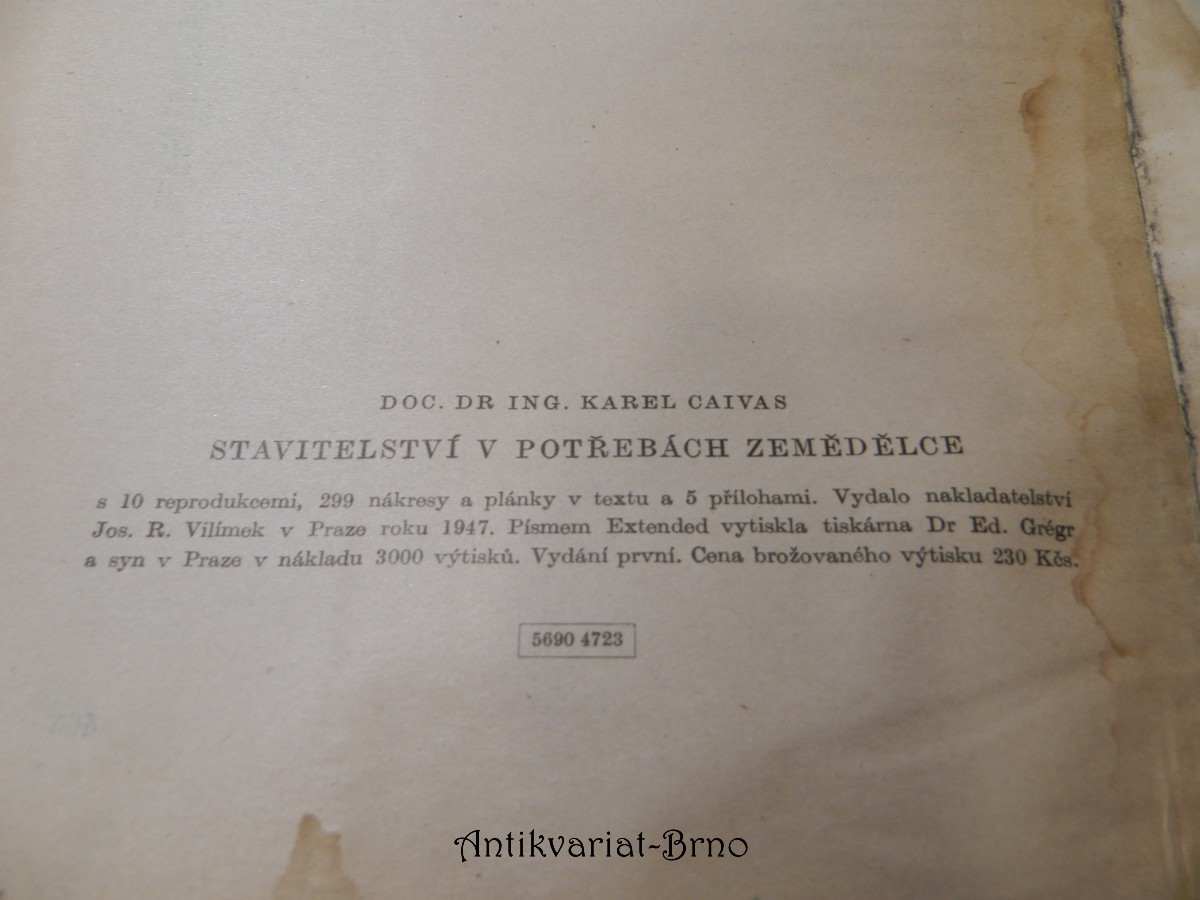 DOC. DR ING. KAREL CAIVAS
STAVITELSTVÍ V POTŘEBÁCH ZEMĚDĚLCE
s 10 reprodukcemi, 299 nákresy a plánky v textu a 5 přílohami. Vydalo nakladatelství
Jos. R. Vilímek v Praze roku 1947. Písmem Extended vytiskla tiskárna Dr Ed. Grégr
a syn v Praze v nákladu 3000 výtisků. Vydání první. Cena brožovaného výtisku 230 Kčs.
5690 4723
Antikvariat-Brno